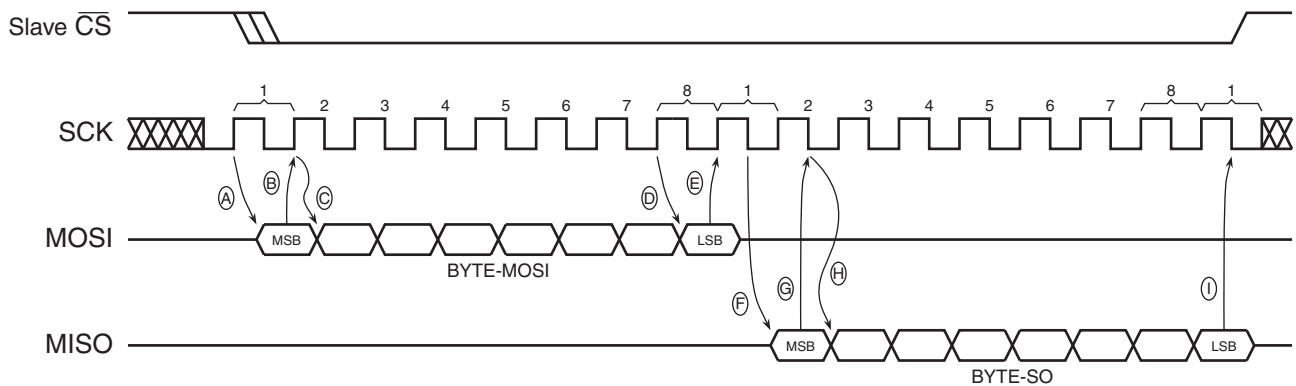 Slave CS
1 2 3 4 5 6 7 8 1 2 3 4 5 6 7 8 1
SCK
A B C D E
MOSI MSB LSB
BYTE-MOSI
F G H I
MISO MSB LSB
BYTE-SO